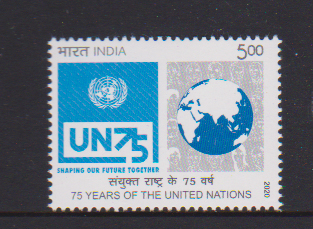 भारत INDIA 5.00
UN75
SHAPING OUR FUTURE TOGETHER
संयुक्त राष्ट्र के 75 वर्ष
75 YEARS OF THE UNITED NATIONS
2020